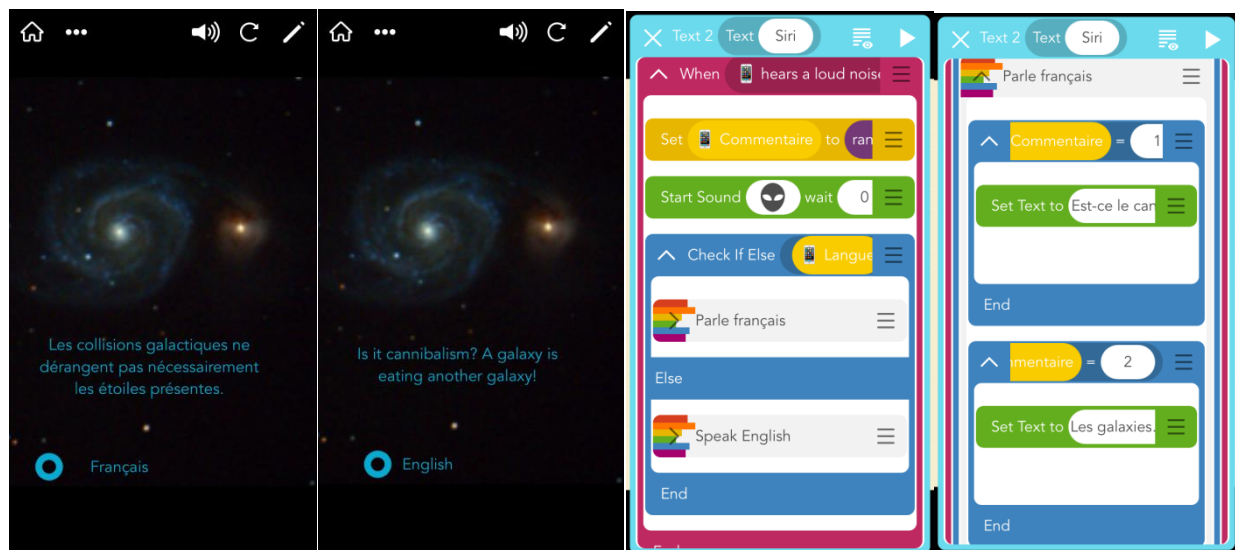 Les collisions galactiques ne
dérangent pas nécessairement
les étoiles présentes.
Français
Is it cannibalism? A galaxy is
eating another galaxy!
English
Text 2 Text Siri
When hears a loud noise
Set Commentaire to ran
Start Sound wait 0
Check If Else Langue
Parle français
Else
Speak English
End
Text 2 Text Siri
Parle français
Commentaire = 1
Set Text to Est-ce le can
End
mmentaire = 2
Set Text to Les galaxies.
End